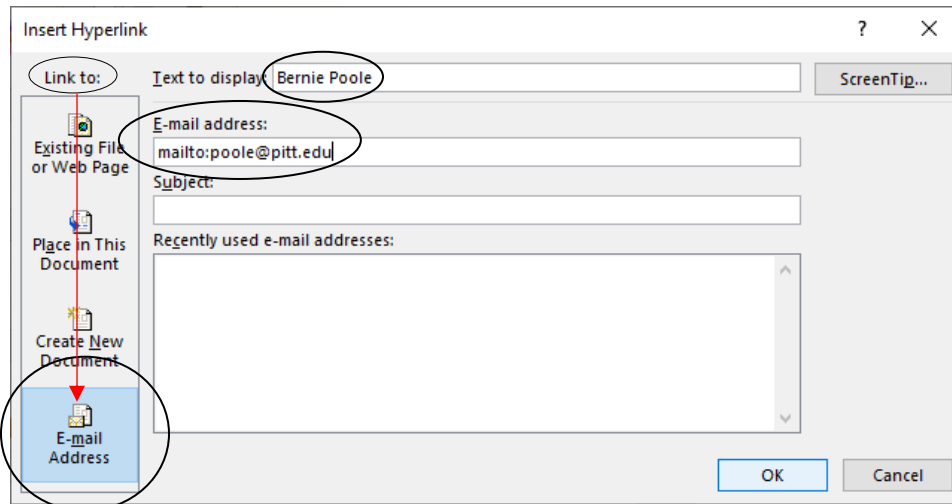 Insert Hyperlink ?
Link to: Text to display: Bernie Poole ScreenTip...
Existing File
or Web Page
Place in This
Document
Create New
Document
E-mail
Address
E-mail address:
mailto:poole@pitt.edu
Subject:
Recently used e-mail addresses:
OK Cancel